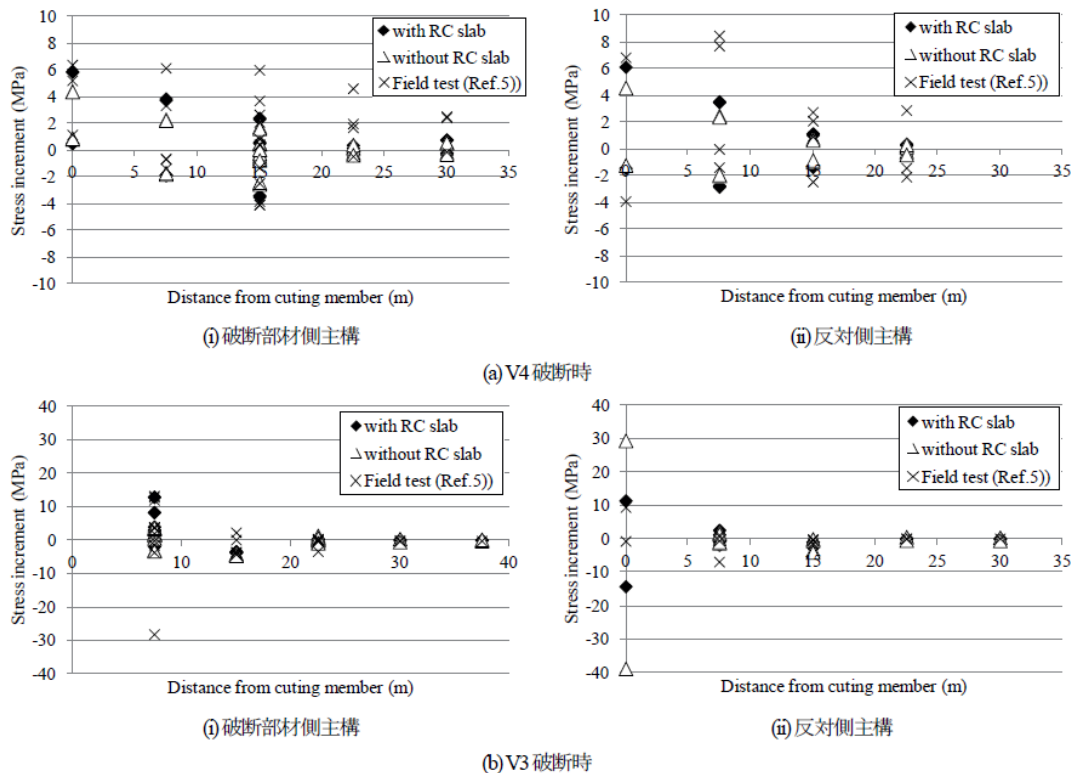 with RC slab
without RC slab
Field test (Ref.5))
Stress increment (MPa)
10
8
6
4
2
0
-2
-4
-6
-8
-10
0 5 10 15 20 25 30 35
Distance from cuting member (m)
(i) 破断部材側主構
with RC slab
without RC slab
Field test (Ref.5))
Stress increment (MPa)
10
8
6
4
2
0
-2
-4
-6
-8
-10
0 5 10 15 20 25 30 35
Distance from cuting member (m)
(ii) 反対側主構
(a) V4 破断時
with RC slab
without RC slab
Field test (Ref.5))
Stress increment (MPa)
40
30
20
10
0
-10
-20
-30
-40
0 10 20 30 40
Distance from cuting member (m)
(i) 破断部材側主構
with RC slab
without RC slab
Field test (Ref.5))
Stress increment (MPa)
40
30
20
10
0
-10
-20
-30
-40
0 5 10 15 20 25 30 35
Distance from cuting member (m)
(ii) 反対側主構
(b) V3 破断時